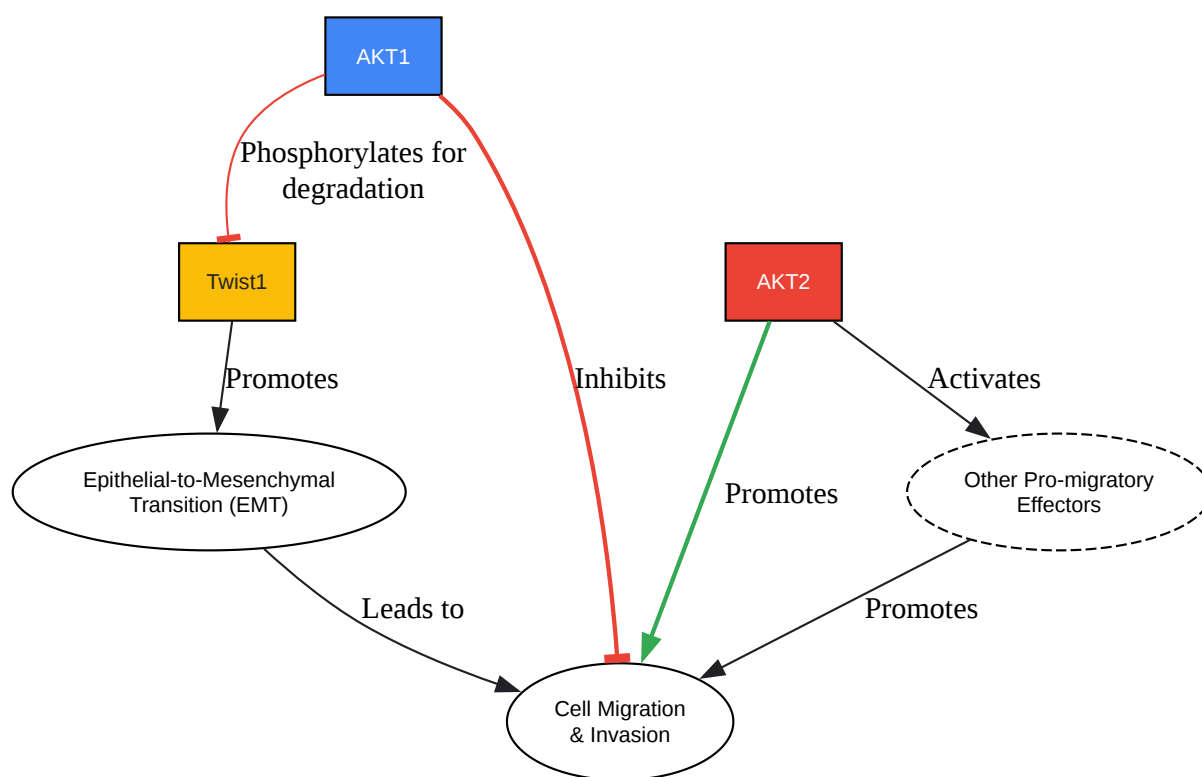 AKT1
Phosphorylates for
degradation
Twist1
AKT2
Promotes
Inhibits
Activates
Epithelial-to-Mesenchymal
Transition (EMT)
Promotes
Other Pro-migratory
Effectors
Leads to
Promotes
Cell Migration
& Invasion